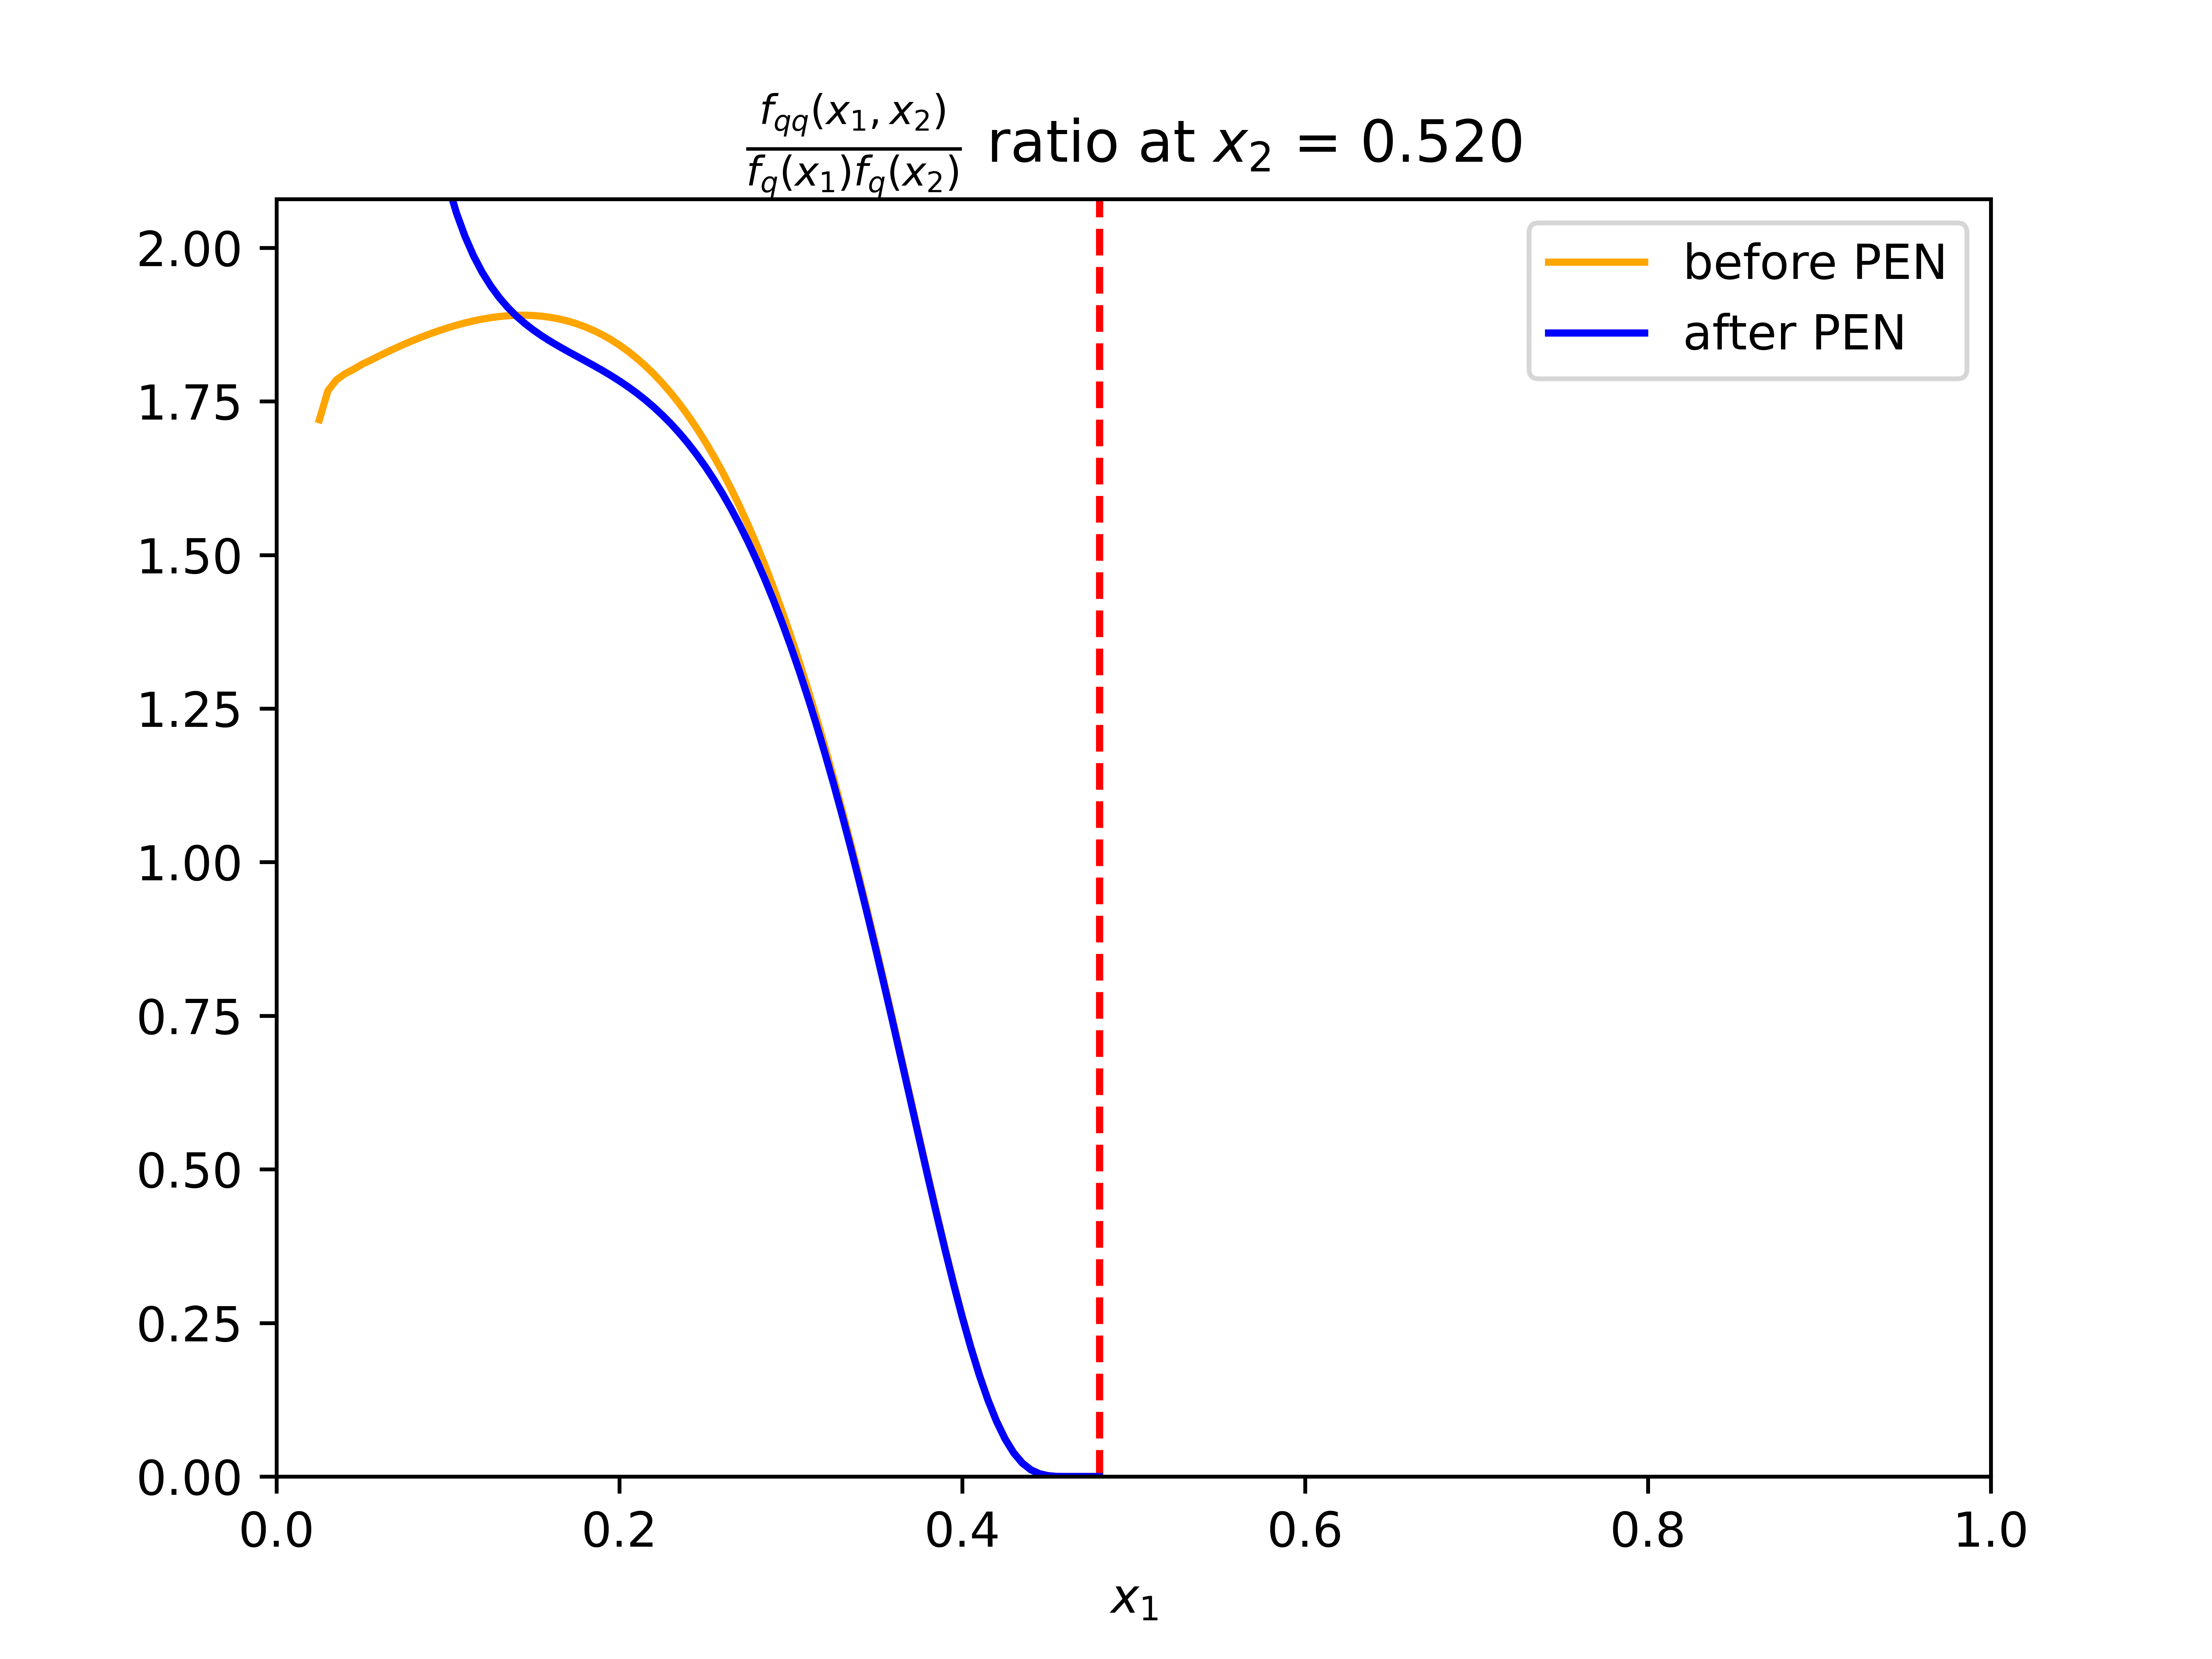 f_qq(x_1, x_2)
f_q(x_1)f_q(x_2) ratio at x_2 = 0.520
before PEN
after PEN
2.00
1.75
1.50
1.25
1.00
0.75
0.50
0.25
0.00
0.0 0.2 0.4 0.6 0.8 1.0
x_1